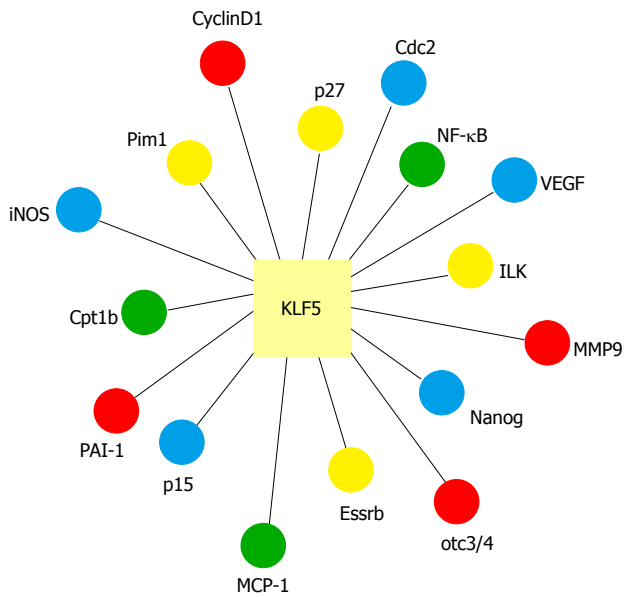 CyclinD1
Cdc2
p27
NF-κB
Pim1
VEGF
iNOS
ILK
KLF5
Cpt1b
MMP9
Nanog
PAI-1
p15
Essrb
otc3/4
MCP-1